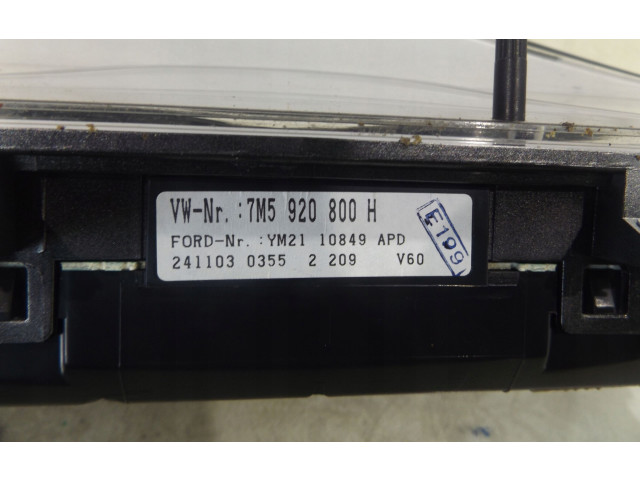 VW-Nr. :7M5 920 800 H
FORD-Nr. :YM21 10849 APD
241103 0355 2 209 V60
E199